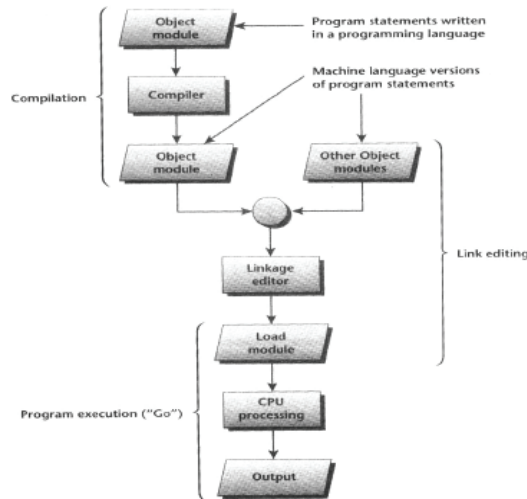 Object
module
Program statements written
in a programming language
Compilation
Compiler
Machine language versions
of program statements
Object
module
Other Object
modules
Link editing
Linkage
editor
Load
module
Program execution ("Go")
CPU
processing
Output